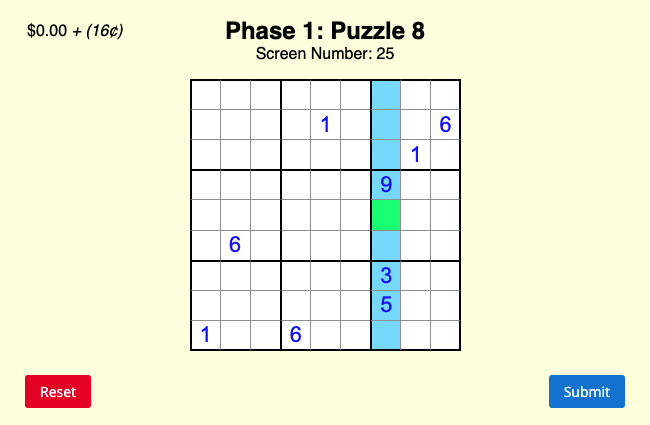 $0.00 + (16¢)
Phase 1: Puzzle 8
Screen Number: 25
1 6
1
9
6
3
5
1 6
Reset Submit